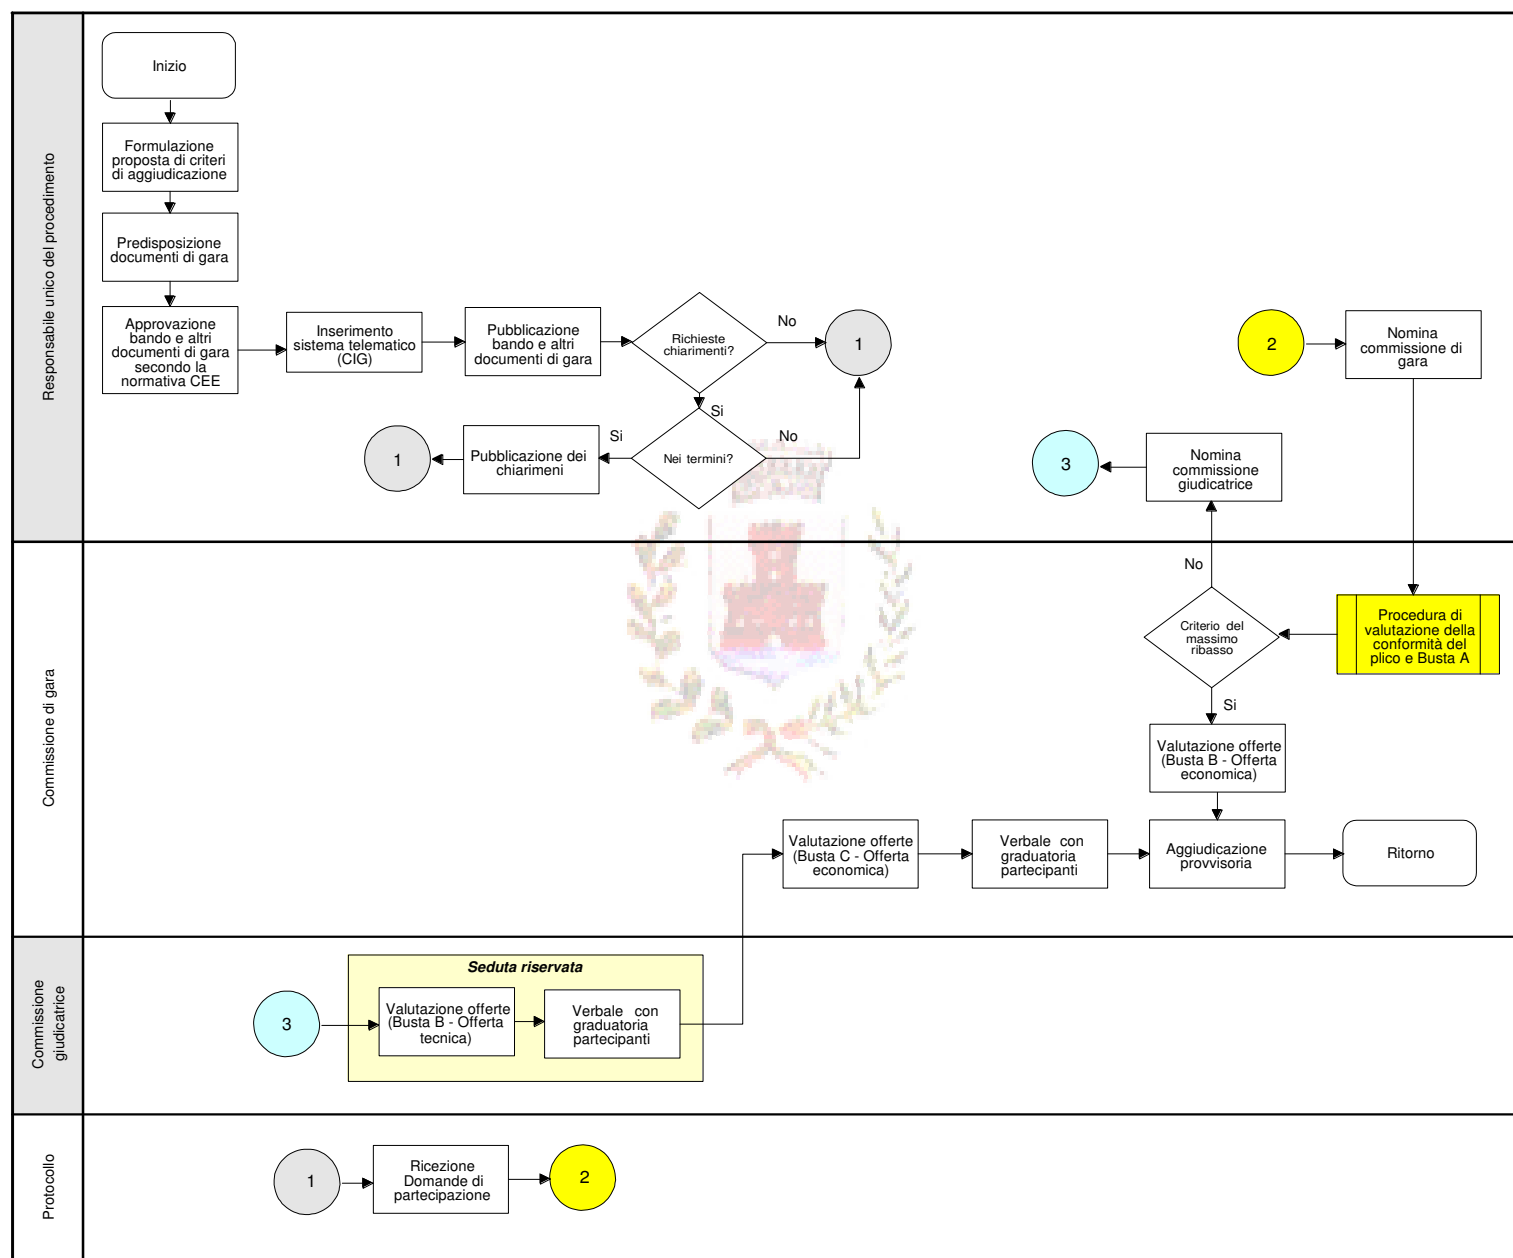 Responsabile unico del procedimento
Inizio
Formulazione
proposta di criteri
di aggiudicazione
Predisposizione
documenti di gara
Approvazione
bando e altri
documenti di gara
secondo la
normativa CEE
Inserimento
sistema telematico
(CIG)
Pubblicazione
bando e altri
documenti di gara
Richieste
chiarimenti?
No
1
Si
Nei termini?
No
Si
Pubblicazione dei
chiarimeni
1
2
Nomina
commissione di
gara
Nomina
commissione
giudicatrice
3
Commissione di gara
No
Criterio del
massimo
ribasso
Procedura di
valutazione della
conformità del
plico e Busta A
Si
Valutazione offerte
(Busta B - Offerta
economica)
Valutazione offerte
(Busta C - Offerta
economica)
Verbale con
graduatoria
partecipanti
Aggiudicazione
provvisoria
Ritorno
Commissione
giudicatrice
Seduta riservata
3
Valutazione offerte
(Busta B - Offerta
tecnica)
Verbale con
graduatoria
partecipanti
Protocollo
1
Ricezione
Domande di
partecipazione
2